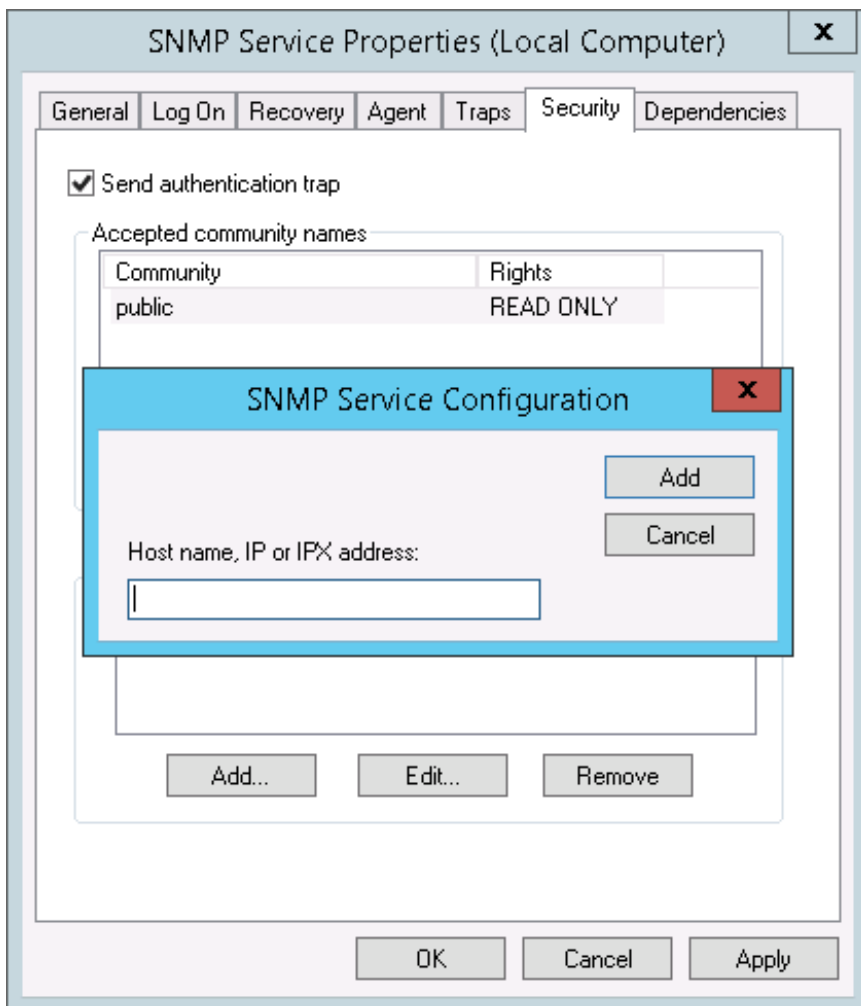 SNMP Service Properties (Local Computer) x
General Log On Recovery Agent Traps Security Dependencies
Send authentication trap
Accepted community names
Community Rights
public READ ONLY
SNMP Service Configuration x
Add
Cancel
Host name, IP or IPX address:
Add... Edit... Remove
OK Cancel Apply